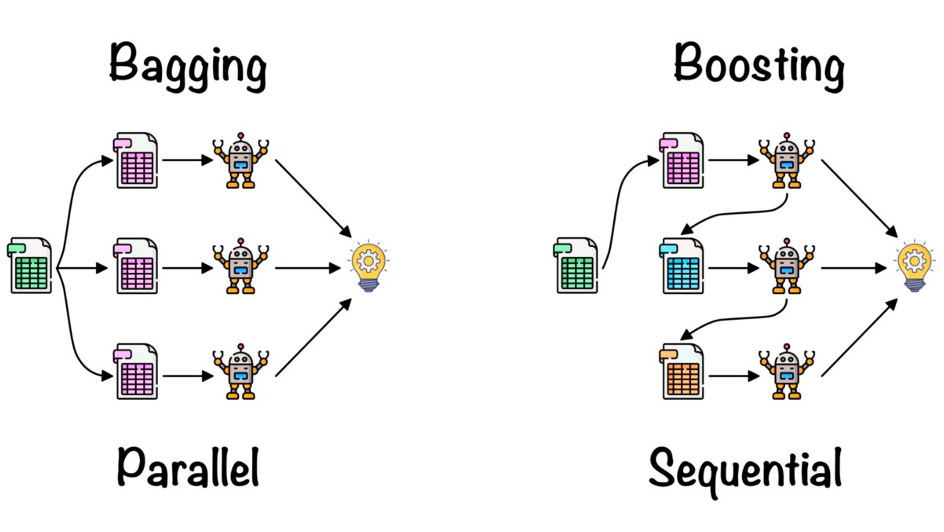 Bagging
Boosting
Parallel
Sequential